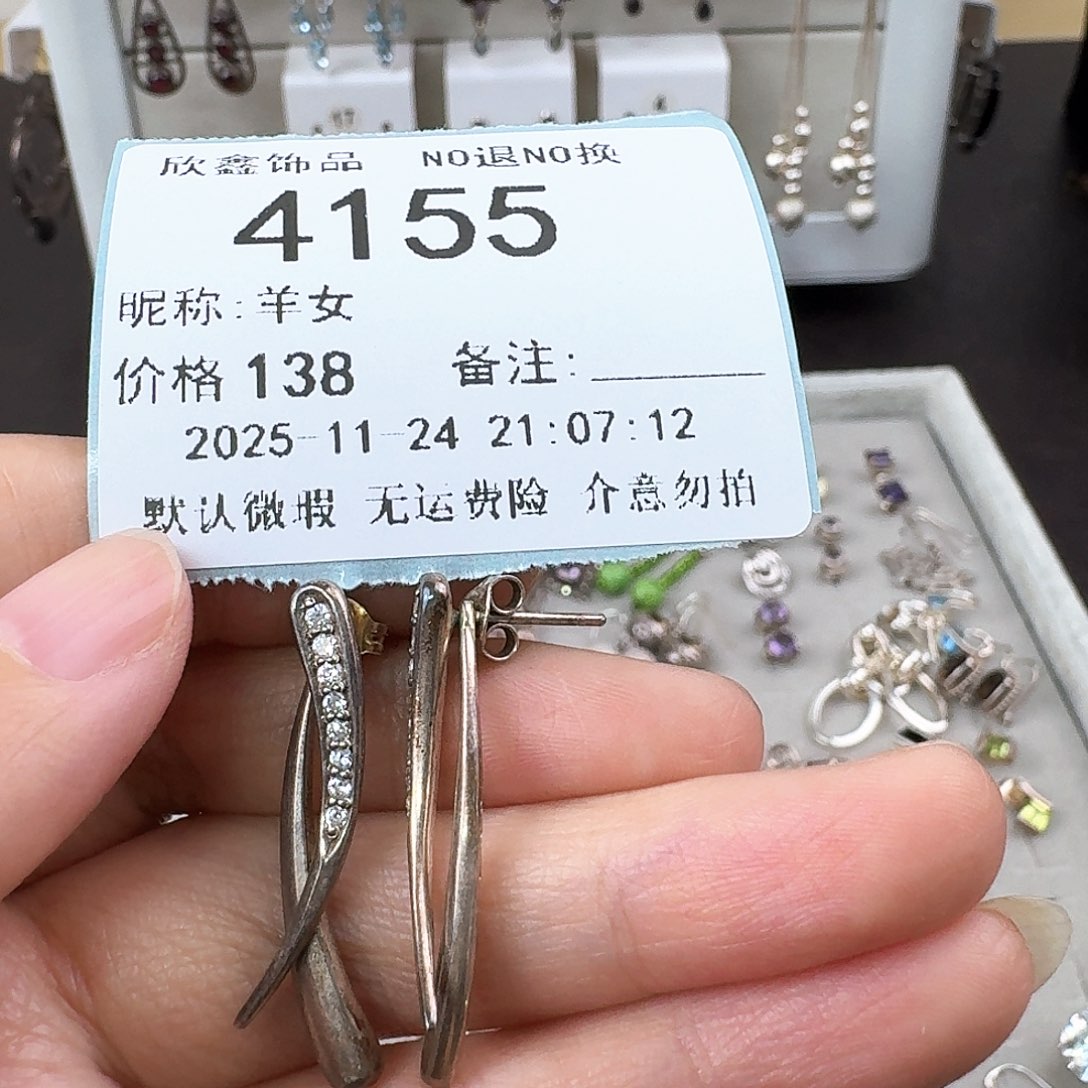 欣鑫饰品 NO退NO换
4155
昵称:羊女
价格 138 备注:
2025-11-24 21:07:12
默认微瑕 无运费险 介意勿拍